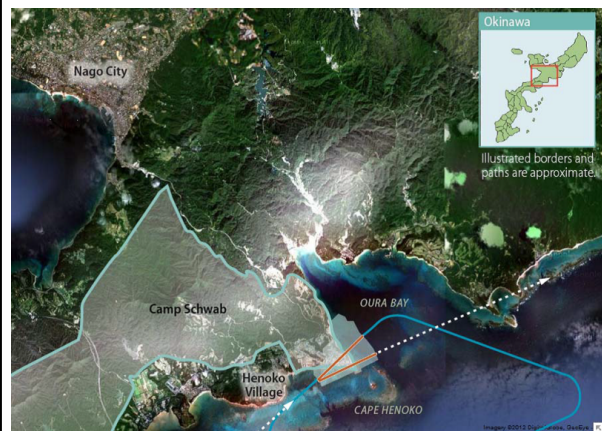 Okinawa
Illustrated borders and
paths are approximate.
Nago City
Camp Schwab
OURA BAY
Henoko
Village
CAPE HENOKO